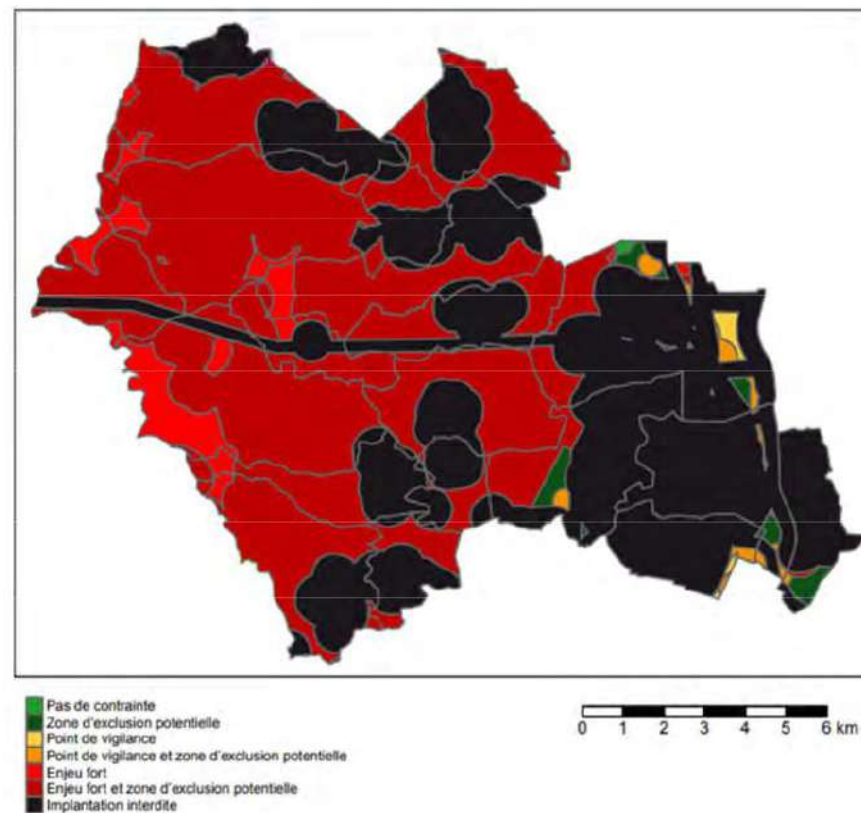 Pas de contrainte
Zone d'exclusion potentielle
Point de vigilance
Point de vigilance et zone d'exclusion potentielle
Enjeu fort
Enjeu fort et zone d'exclusion potentielle
Implantation interdite
0 1 2 3 4 5 6 km